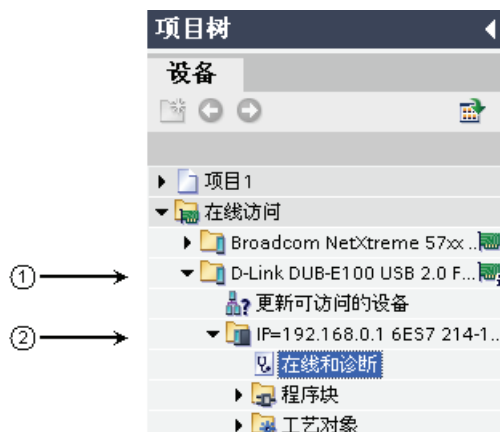 项目树
设备
项目1
在线访问
Broadcom NetXtreme 57xx ..
① D-Link DUB-E100 USB 2.0 F...
更新可访问的设备
② IP=192.168.0.1 6ES7 214-1..
在线和诊断
程序块
工艺对象